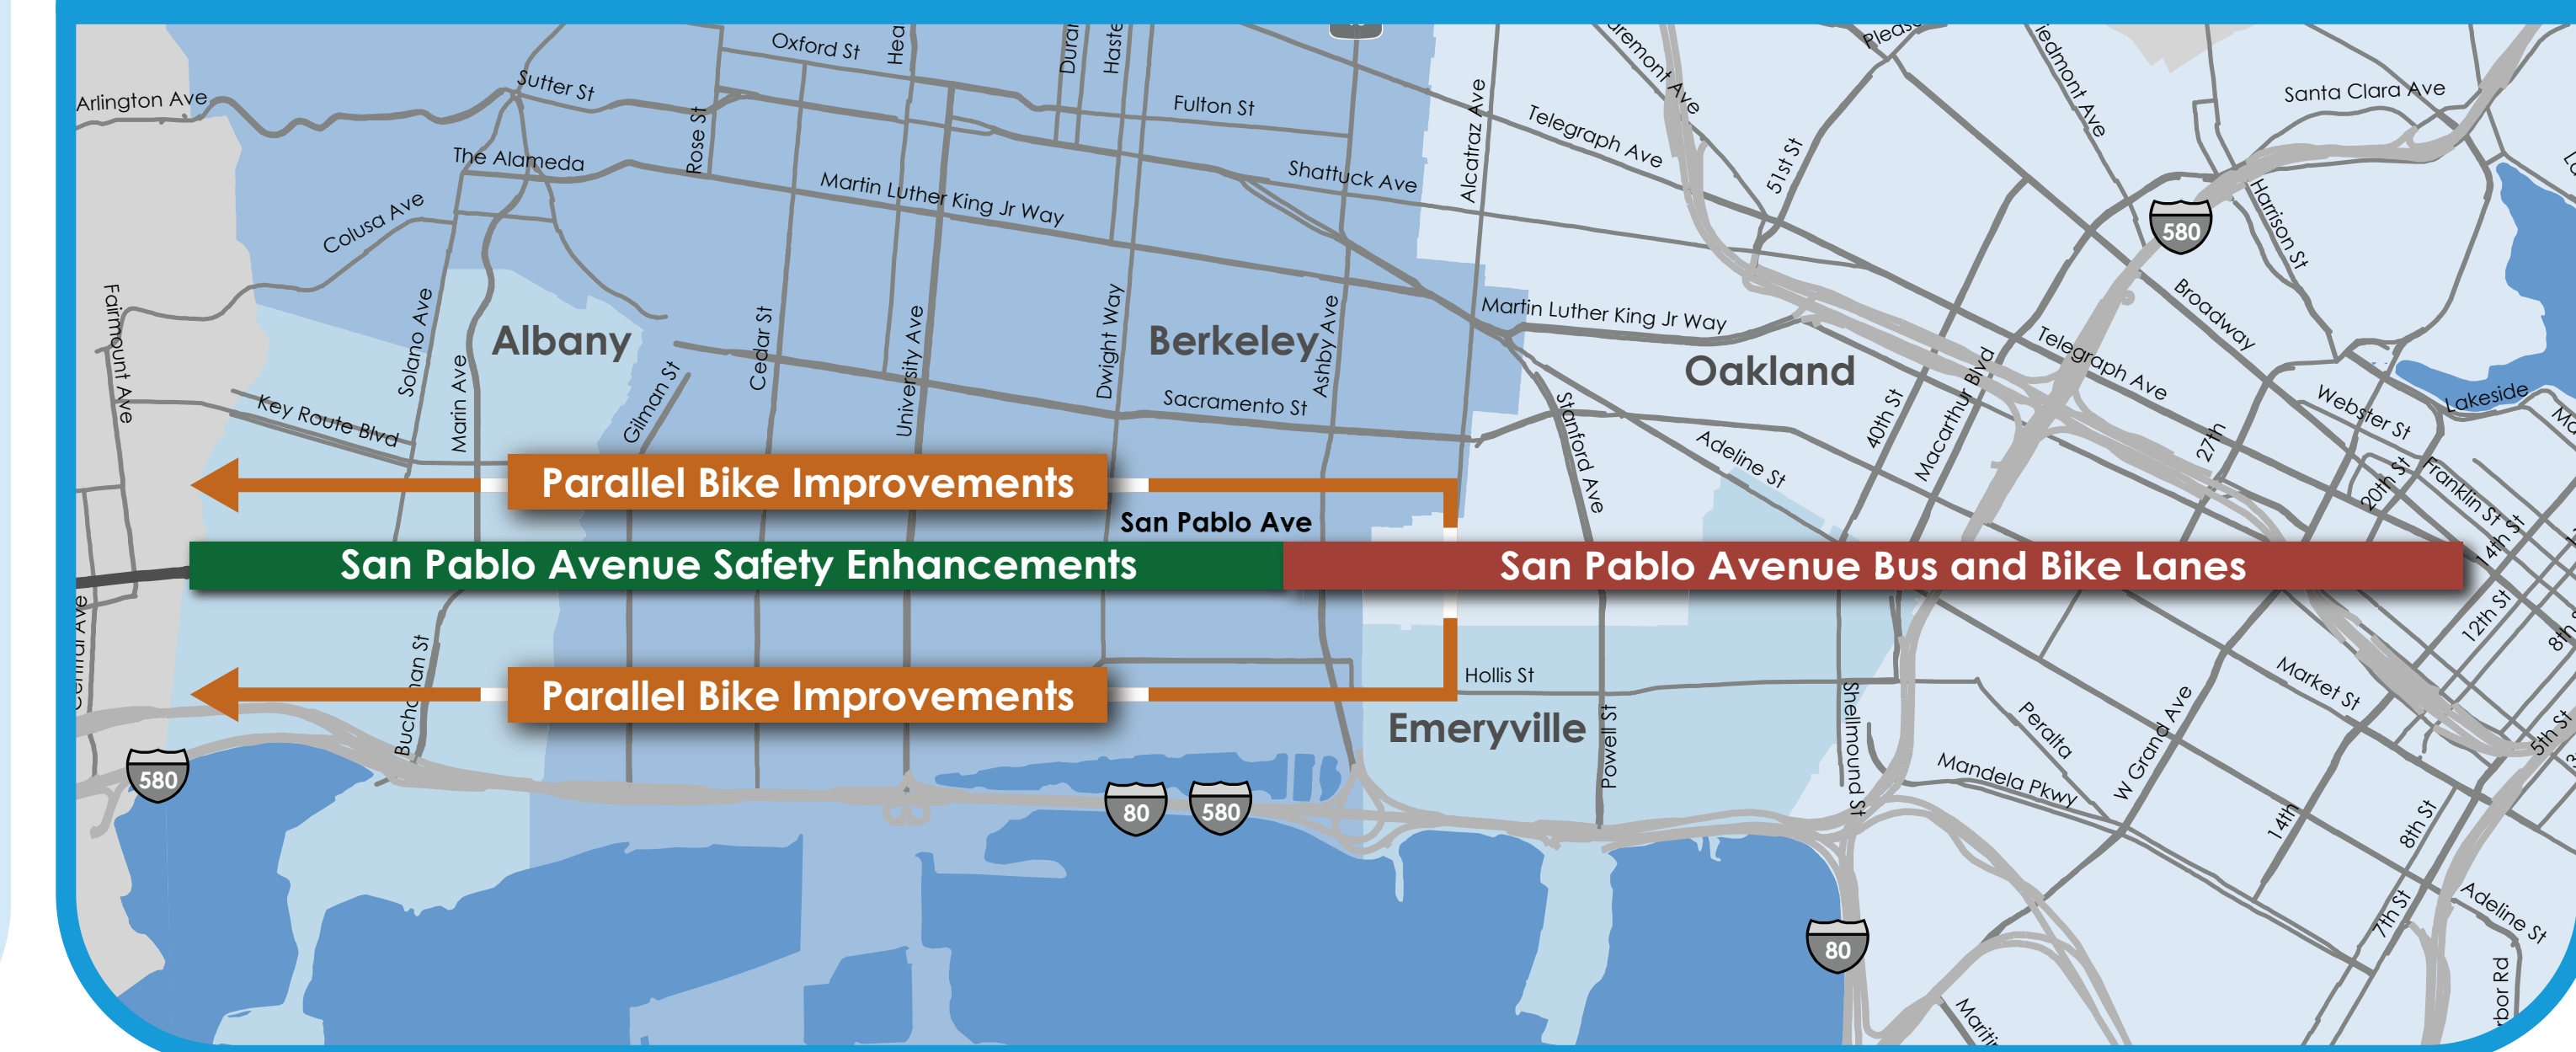 Oxford St
Sutter St
Arlington Ave
Rose St
Fulton St
Santa Clara Ave
Alcatraz Ave
Telegraph Ave
51st St
The Alameda
Shattuck Ave
Martin Luther King Jr Way
Harrison St
580
Colusa Ave
Fairmount Ave
Solano Ave
Marin Ave
Albany
Cedar St
University Ave
Dwight Way
Berkeley
Ashby Ave
Martin Luther King Jr Way
Oakland
Broadway
Telegraph Ave
Key Route Blvd
Gilman St
Sacramento St
Stanford Ave
Adeline St
40th St
Macarthur Blvd
27th
Webster St
Lakeside
20th St
Franklin St
14th St
Parallel Bike Improvements
San Pablo Ave
San Pablo Avenue Safety Enhancements
San Pablo Avenue Bus and Bike Lanes
12th St
Buchanan St
Parallel Bike Improvements
Hollis St
Emeryville
Powell St
Shellmound St
Peralta
Market St
W Grand Ave
Mandela Pkwy
5th St
580
80
580
14th
8th St
7th St
Adeline St
80